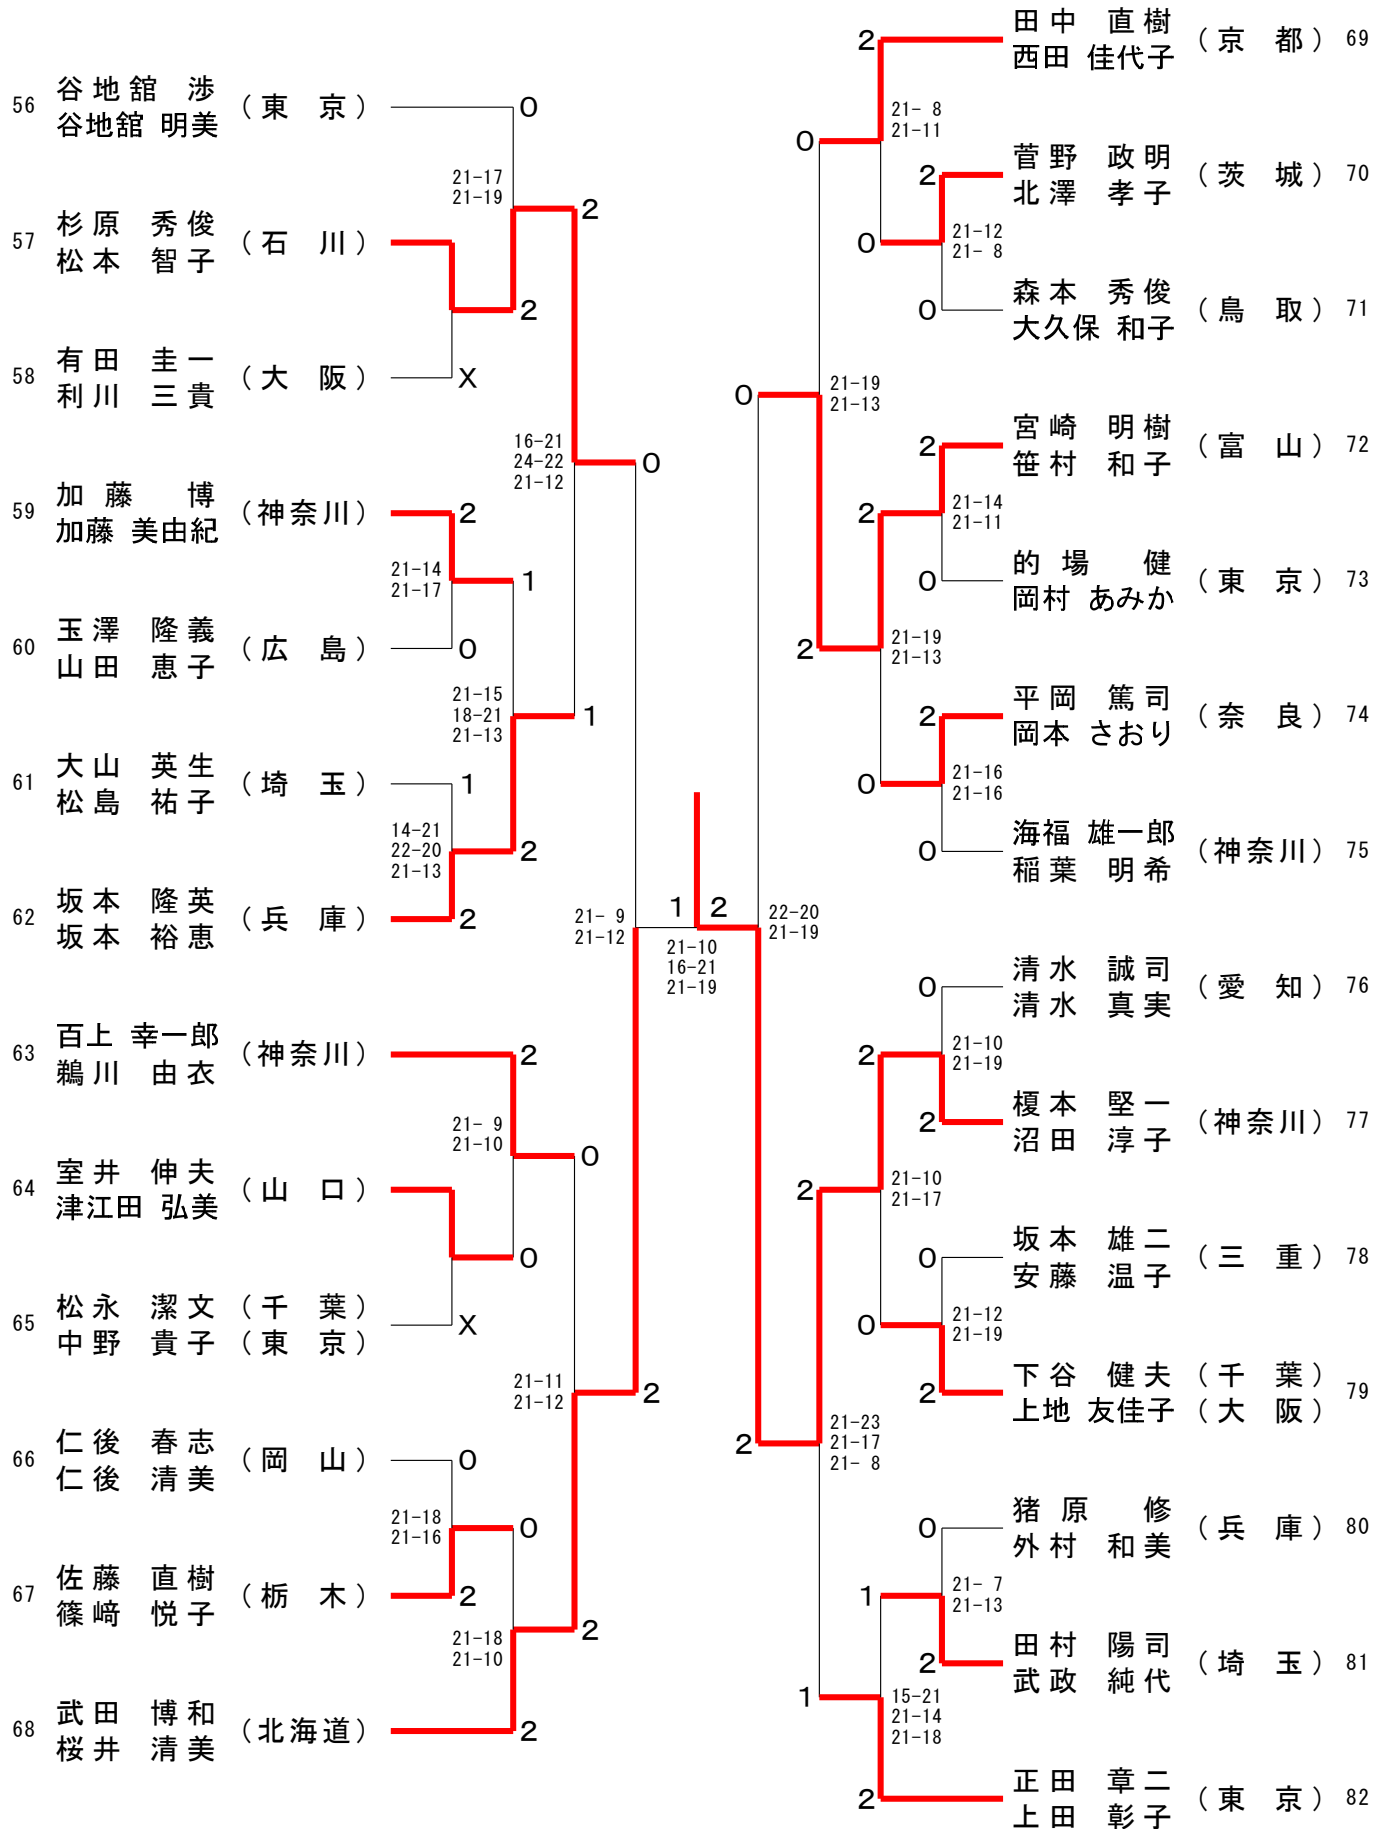 56 谷地舘 渉 (東 京)
谷地舘 明美
0
21-17
21-19
2
57 杉原 秀俊 (石 川)
松本 智子
2
58 有田 圭一 (大 阪)
利川 三貴
X
16-21
24-22
21-12
0
59 加藤 博 (神奈川)
加藤 美由紀
2
21-14
21-17
1
60 玉澤 隆義 (広 島)
山田 恵子
0
21-15
18-21
21-13
1
61 大山 英生 (埼 玉)
松島 祐子
1
14-21
22-20
21-13
2
62 坂本 隆英 (兵 庫)
坂本 裕恵
2
21- 9
21-12
63 百上 幸一郎 (神奈川)
鵜川 由衣
2
21- 9
21-10
0
64 室井 伸夫 (山 口)
津江田 弘美
0
65 松永 潔文 (千 葉)
中野 貴子 (東 京)
X
21-11
21-12
2
66 仁後 春志 (岡 山)
仁後 清美
0
21-18
21-16
0
67 佐藤 直樹 (栃 木)
篠﨑 悦子
2
21-18
21-10
2
68 武田 博和 (北海道)
桜井 清美
2
1 2
21-10
16-21
21-19
2
田中 直樹 (京 都) 69
西田 佳代子
21- 8
21-11
0
2
菅野 政明 (茨 城) 70
北澤 孝子
0
21-12
21- 8
0
森本 秀俊 (鳥 取) 71
大久保 和子
0
21-19
21-13
2
宮崎 明樹 (富 山) 72
笹村 和子
2
21-14
21-11
0
的場 健 (東 京) 73
岡村 あみか
2
21-19
21-13
2
平岡 篤司 (奈 良) 74
岡本 さおり
0
21-16
21-16
0
海福 雄一郎 (神奈川) 75
稲葉 明希
22-20
21-19
0
清水 誠司 (愛 知) 76
清水 真実
2
21-10
21-19
2
榎本 堅一 (神奈川) 77
沼田 淳子
2
21-10
21-17
0
坂本 雄二 (三 重) 78
安藤 温子
0
21-12
21-19
2
下谷 健夫 (千 葉) 79
上地 友佳子 (大 阪)
2
21-23
21-17
21- 8
0
猪原 修 (兵 庫) 80
外村 和美
1
21- 7
21-13
2
田村 陽司 (埼 玉) 81
武政 純代
1
15-21
21-14
21-18
2
正田 章二 (東 京) 82
上田 彰子